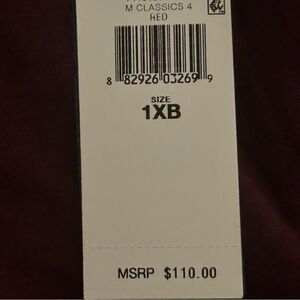 M CLASSICS 4
RED
8 82926 03269 9
SIZE
1XB
MSRP $110.00